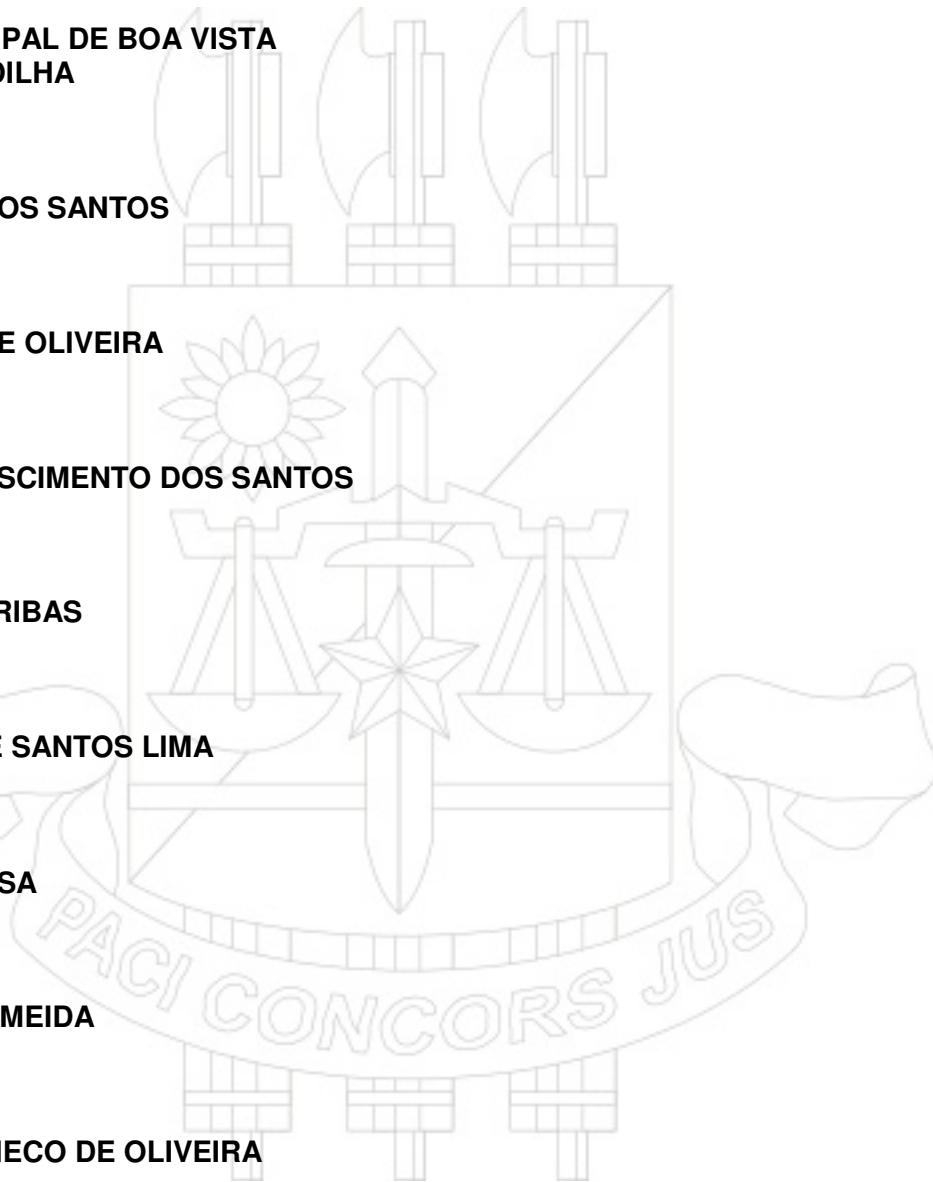 PAL DE BOA VISTA
DILHA
OS SANTOS
E OLIVEIRA
SCIMENTO DOS SANTOS
RIBAS
E SANTOS LIMA
SA
MEIDA
HECO DE OLIVEIRA
PACI CONCORS JUS